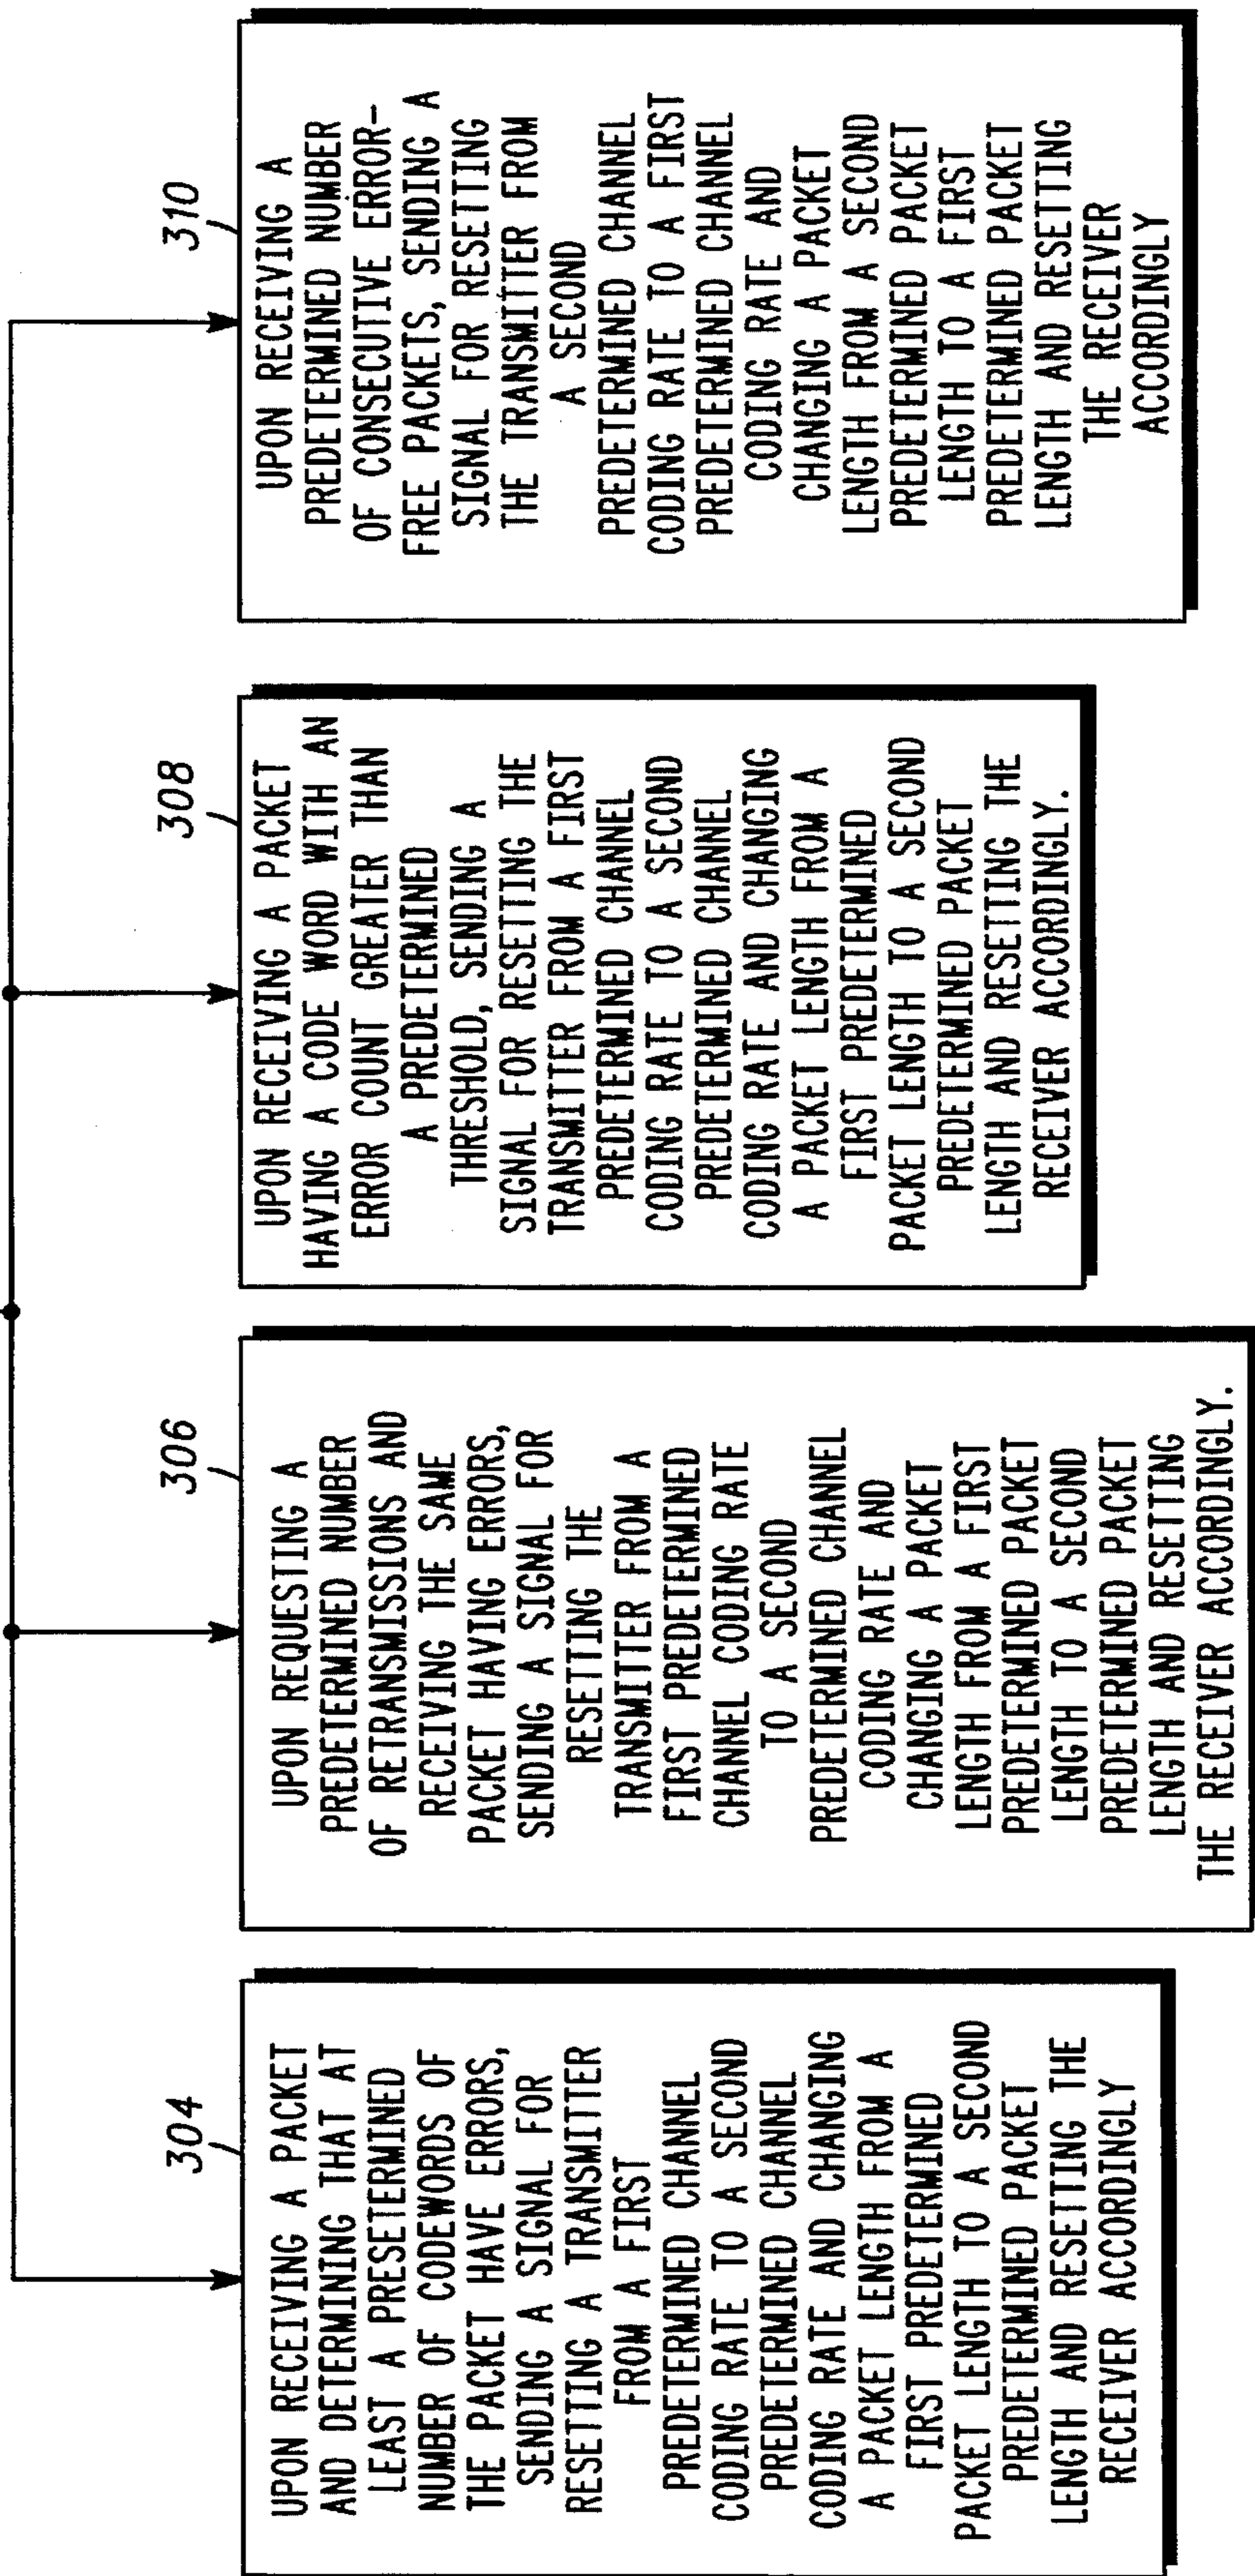 304
UPON RECEIVING A PACKET
AND DETERMINING THAT AT
LEAST A PRESETERMINED
NUMBER OF CODEWORDS OF
THE PACKET HAVE ERRORS,
SENDING A SIGNAL FOR
RESETTING A TRANSMITTER
FROM A FIRST
PREDETERMINED CHANNEL
CODING RATE TO A SECOND
PREDETERMINED CHANNEL
CODING RATE AND CHANGING
A PACKET LENGTH FROM A
FIRST PREDETERMINED
PACKET LENGTH TO A SECOND
PREDETERMINED PACKET
LENGTH AND RESETTING THE
RECEIVER ACCORDINGLY
306
UPON REQUESTING A
PREDETERMINED NUMBER
OF RETRANSMISSIONS AND
RECEIVING THE SAME
PACKET HAVING ERRORS,
SENDING A SIGNAL FOR
RESETTING THE
TRANSMITTER FROM A
FIRST PREDETERMINED
CHANNEL CODING RATE
TO A SECOND
PREDETERMINED CHANNEL
CODING RATE AND
CHANGING A PACKET
LENGTH FROM A FIRST
PREDETERMINED PACKET
LENGTH TO A SECOND
PREDETERMINED PACKET
LENGTH AND RESETTING
THE RECEIVER ACCORDINGLY.
308
UPON RECEIVING A PACKET
HAVING A CODE WORD WITH AN
ERROR COUNT GREATER THAN
A PREDETERMINED
THRESHOLD, SENDING A
SIGNAL FOR RESETTING THE
TRANSMITTER FROM A FIRST
PREDETERMINED CHANNEL
CODING RATE TO A SECOND
PREDETERMINED CHANNEL
CODING RATE AND CHANGING
A PACKET LENGTH FROM A
FIRST PREDETERMINED
PACKET LENGTH TO A SECOND
PREDETERMINED PACKET
LENGTH AND RESETTING THE
RECEIVER ACCORDINGLY.
310
UPON RECEIVING A
PREDETERMINED NUMBER
OF CONSECUTIVE ERROR-
FREE PACKETS, SENDING A
SIGNAL FOR RESETTING
THE TRANSMITTER FROM
A SECOND
PREDETERMINED CHANNEL
CODING RATE TO A FIRST
PREDETERMINED CHANNEL
CODING RATE AND
CHANGING A PACKET
LENGTH FROM A SECOND
PREDETERMINED PACKET
LENGTH TO A FIRST
PREDETERMINED PACKET
LENGTH AND RESETTING
THE RECEIVER
ACCORDINGLY